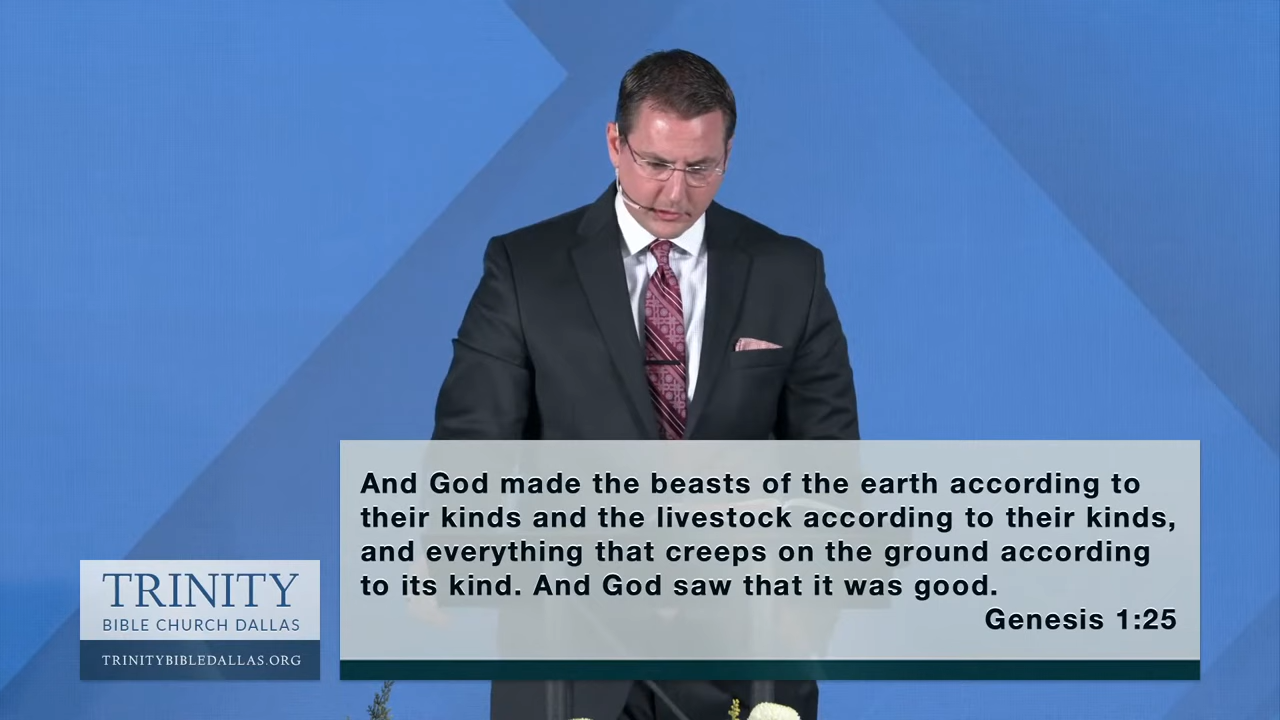 And God made the beasts of the earth according to
their kinds and the livestock according to their kinds,
and everything that creeps on the ground according
to its kind. And God saw that it was good.
Genesis 1:25
TRINITY
BIBLE CHURCH DALLAS
TRINITYBIBLEDALLAS.ORG